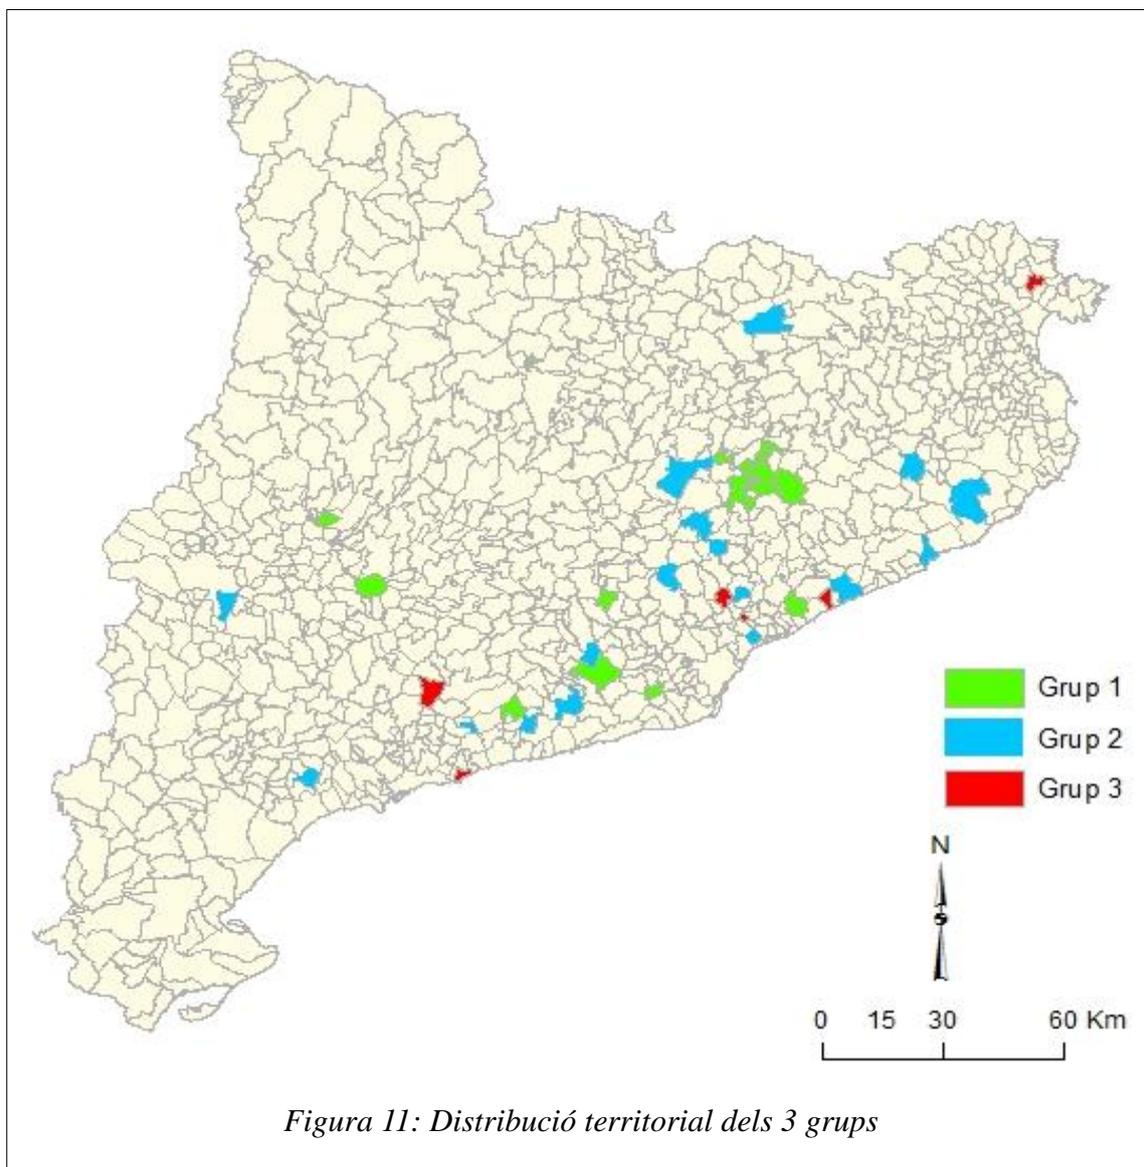 Grup 1
Grup 2
Grup 3
N
0 15 30 60 Km
Figura 11: Distribució territorial dels 3 grups